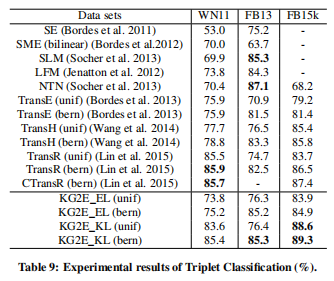 Data sets WN11 FB13 FB15k
SE (Bordes et al. 2011) 53.0 75.2 -
SME (bilinear) (Bordes et al.2012) 70.0 63.7 -
SLM (Socher et al. 2013) 69.9 85.3 -
LFM (Jenatton et al. 2012) 73.8 84.3 -
NTN (Socher et al. 2013) 70.4 87.1 68.2
TransE (unif) (Bordes et al. 2013) 75.9 70.9 79.2
TransE (bern) (Bordes et al. 2013) 75.9 81.5 81.4
TransH (unif) (Wang et al. 2014) 77.7 76.5 85.4
TransH (bern) (Wang et al. 2014) 78.8 83.3 85.8
TransR (unif) (Lin et al. 2015) 85.5 74.7 83.7
TransR (bern) (Lin et al. 2015) 85.9 82.5 86.5
CTransR (bern) (Lin et al. 2015) 85.7 - 87.4
KG2E_EL (unif) 73.8 76.3 83.9
KG2E_EL (bern) 75.2 85.2 84.9
KG2E_KL (unif) 83.6 76.4 88.6
KG2E_KL (bern) 85.4 85.3 89.3
Table 9: Experimental results of Triplet Classification (%).